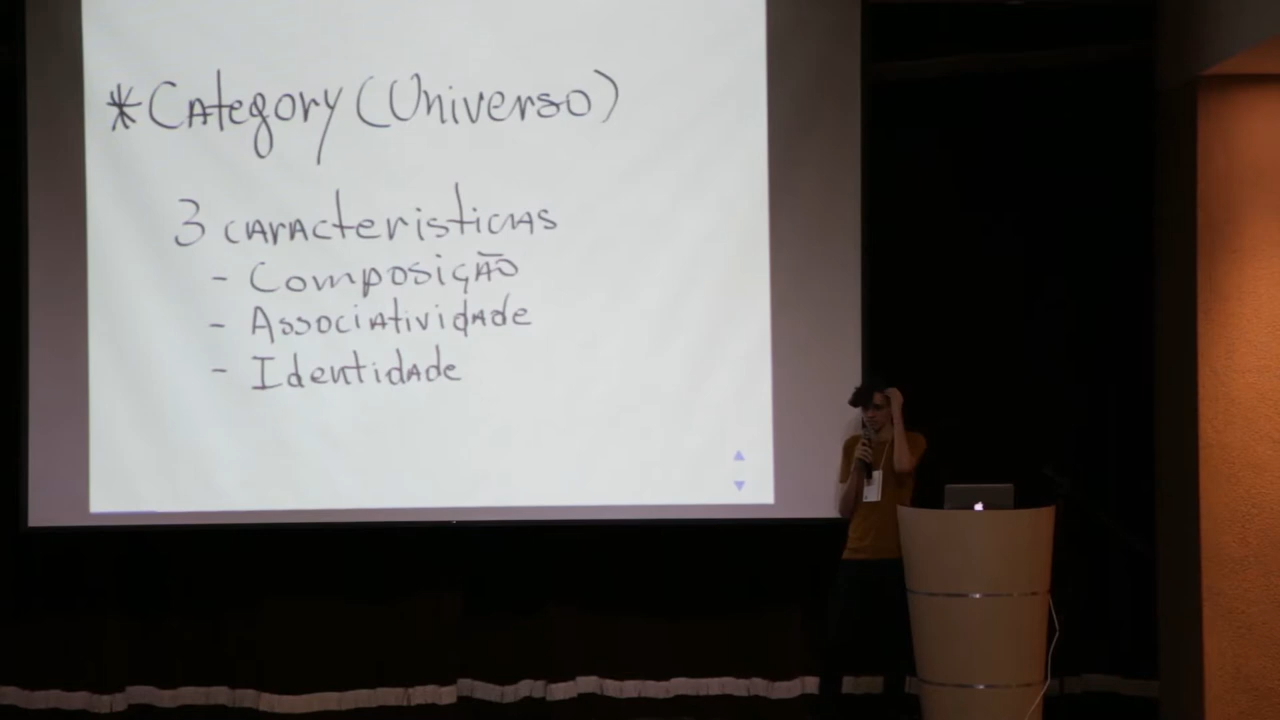 *Category (Universo)
3 caracteristicas
- Composição
- Associatividade
- Identidade